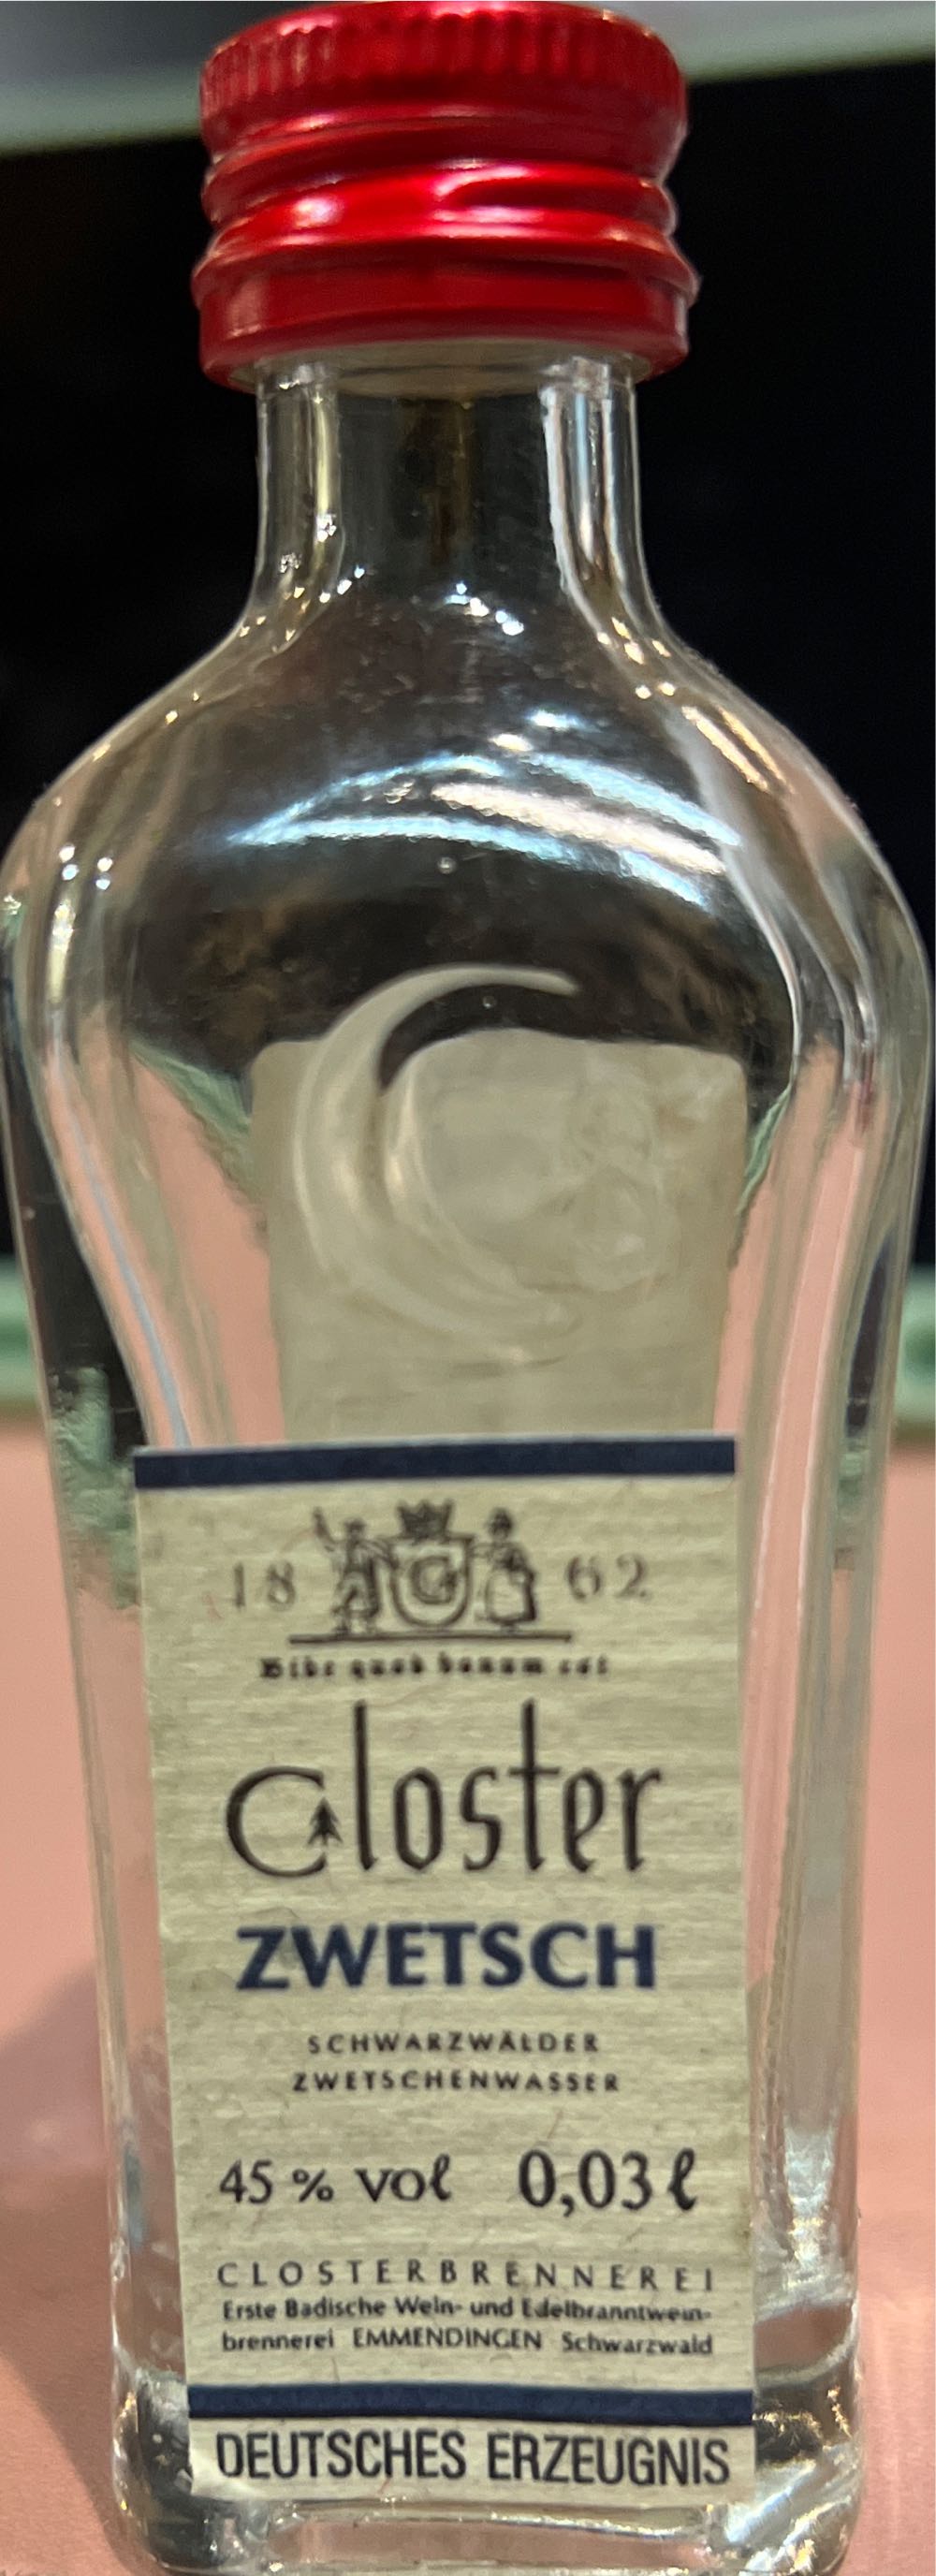 18 62
Bibe quod bonum est
Closter
ZWETSCH
SCHWARZWÄLDER
ZWETSCHENWASSER
45 % vol 0,03 ℓ
CLOSTERBRENNEREI
Erste Badische Wein- und Edelbranntwein-
brennerei EMMENDINGEN Schwarzwald
DEUTSCHES ERZEUGNIS